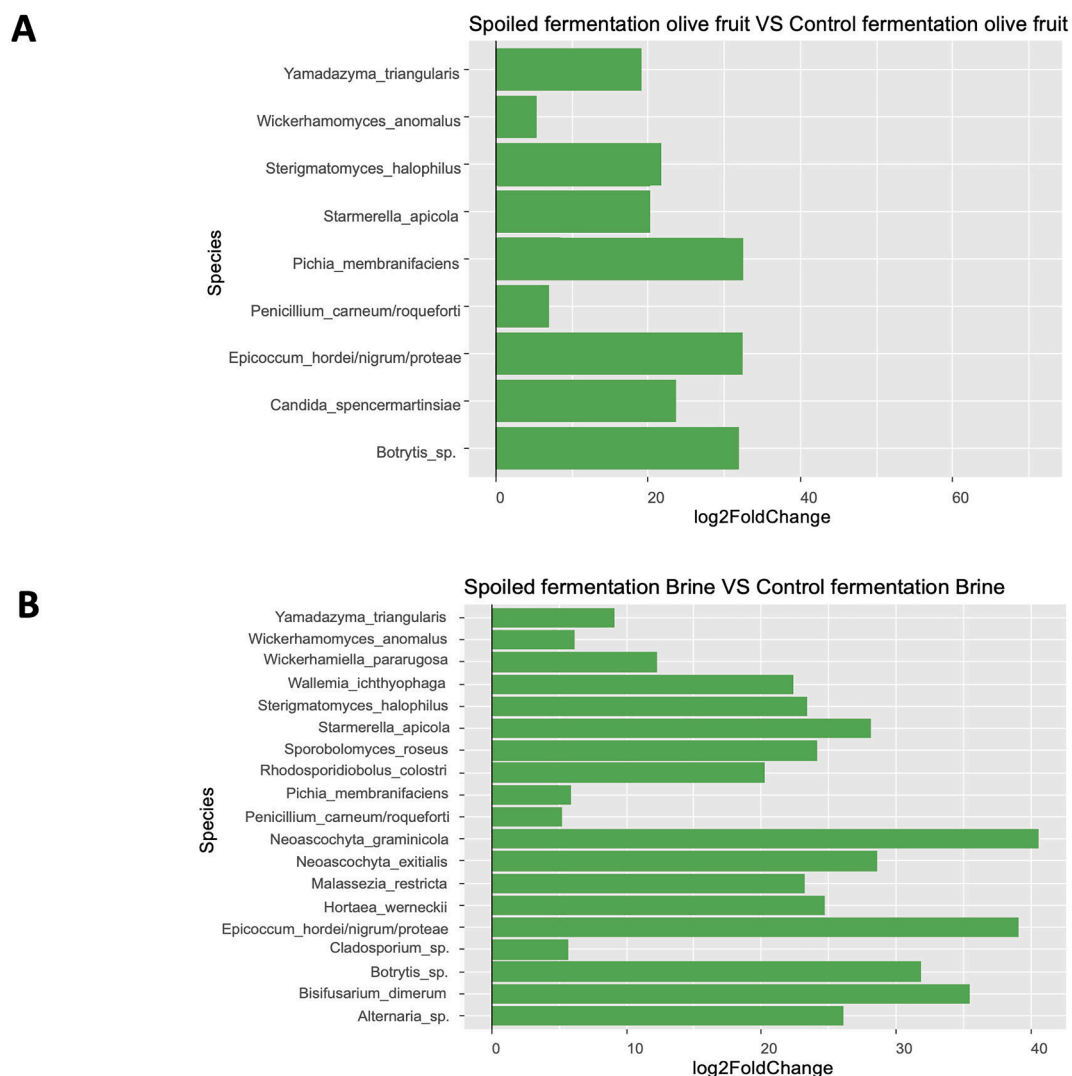 A
Spoiled fermentation olive fruit VS Control fermentation olive fruit
Species
Yamadazyma_triangularis
Wickerhamomyces_anomalus
Sterigmatomyces_halophilus
Starmerella_apicola
Pichia_membranifaciens
Penicillium_carneum/roqueforti
Epicoccum_hordei/nigrum/proteae
Candida_spencermartinsiae
Botrytis_sp.
0 20 40 60
log2FoldChange
B
Spoiled fermentation Brine VS Control fermentation Brine
Species
Yamadazyma_triangularis
Wickerhamomyces_anomalus
Wickerhamiella_pararugosa
Wallemia_ichthyophaga
Sterigmatomyces_halophilus
Starmerella_apicola
Sporobolomyces_roseus
Rhodosporidiobolus_colostri
Pichia_membranifaciens
Penicillium_carneum/roqueforti
Neoascochyta_graminicola
Neoascochyta_exitialis
Malassezia_restricta
Hortaea_werneckii
Epicoccum_hordei/nigrum/proteae
Cladosporium_sp.
Botrytis_sp.
Bisifusarium_dimerum
Alternaria_sp.
0 10 20 30 40
log2FoldChange